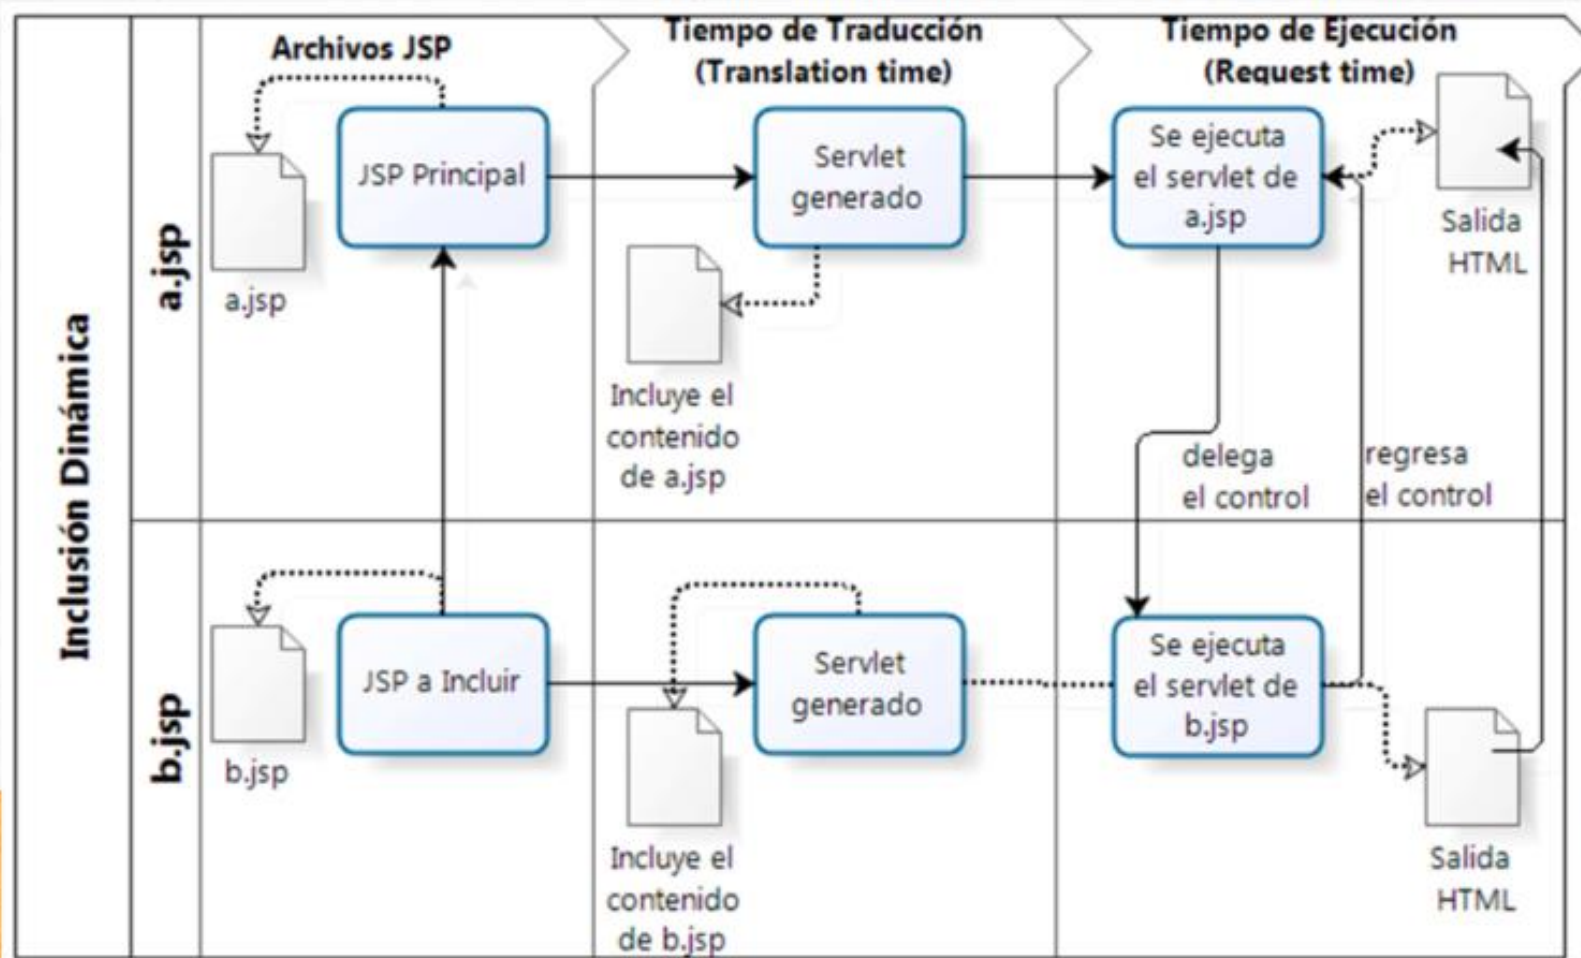 Archivos JSP
Tiempo de Traducción
(Translation time)
Tiempo de Ejecución
(Request time)
Inclusión Dinámica
a.jsp
JSP Principal
a.jsp
Servlet
generado
Incluye el
contenido
de a.jsp
Se ejecuta
el servlet de
a.jsp
Salida
HTML
delega
el control
regresa
el control
b.jsp
JSP a Incluir
b.jsp
Servlet
generado
Incluye el
contenido
de b.jsp
Se ejecuta
el servlet de
b.jsp
Salida
HTML